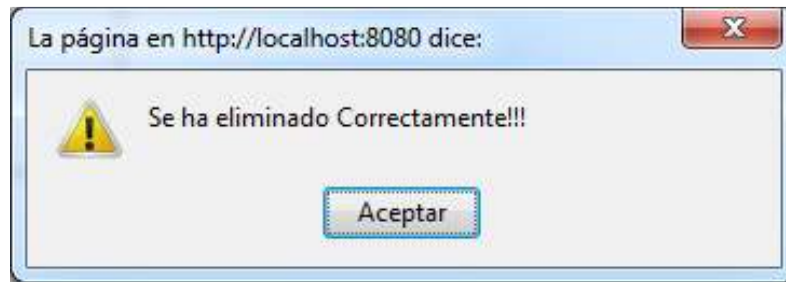 La página en http://localhost:8080 dice:
Se ha eliminado Correctamente!!!
Aceptar